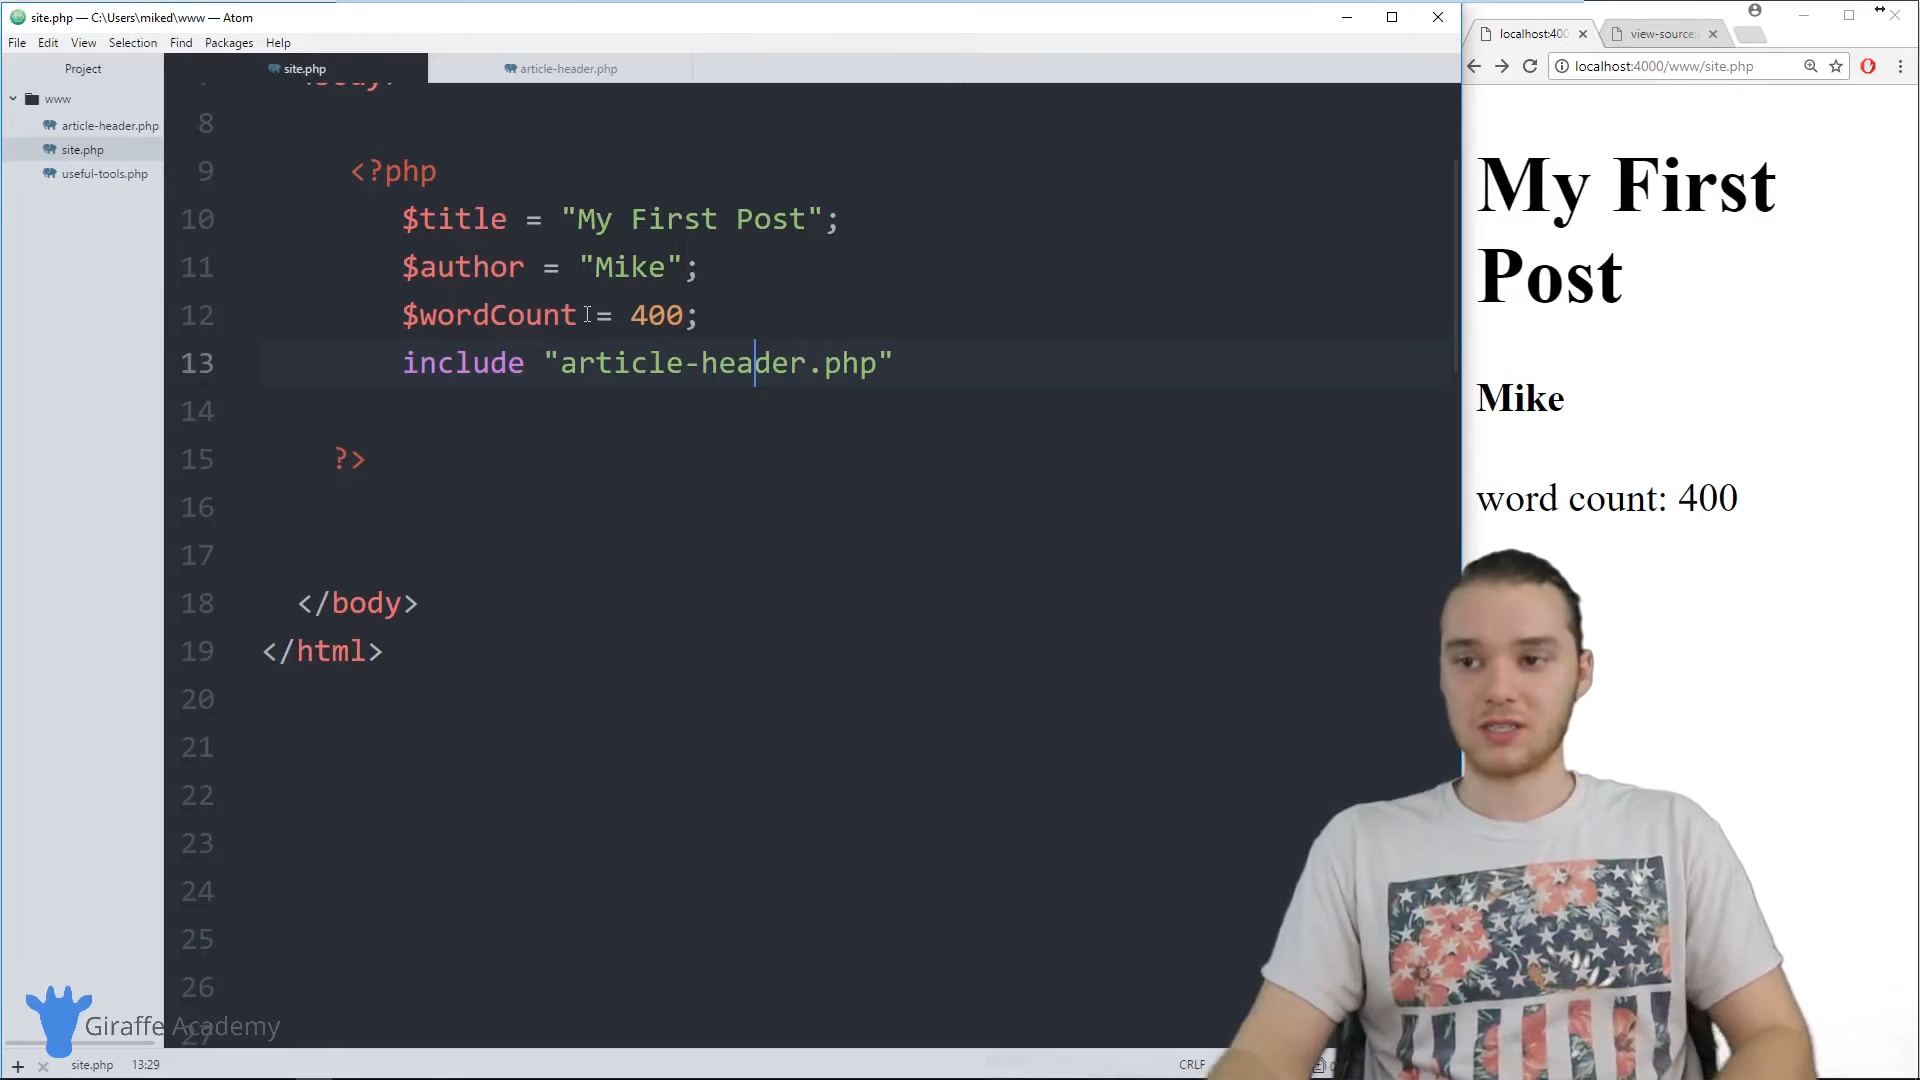 site.php — C:\Users\miked\www — Atom
File Edit View Selection Find Packages Help
Project
www
article-header.php
site.php
useful-tools.php
site.php
article-header.php
8
9 <?php
10 $title = "My First Post";
11 $author = "Mike";
12 $wordCount = 400;
13 include "article-header.php"
14
15 ?>
16
17
18 </body>
19 </html>
20
21
22
23
24
25
26
Giraffe Academy
site.php 13:29
CRLF
localhost:400
view-source:
localhost:4000/www/site.php
My First
Post
Mike
word count: 400